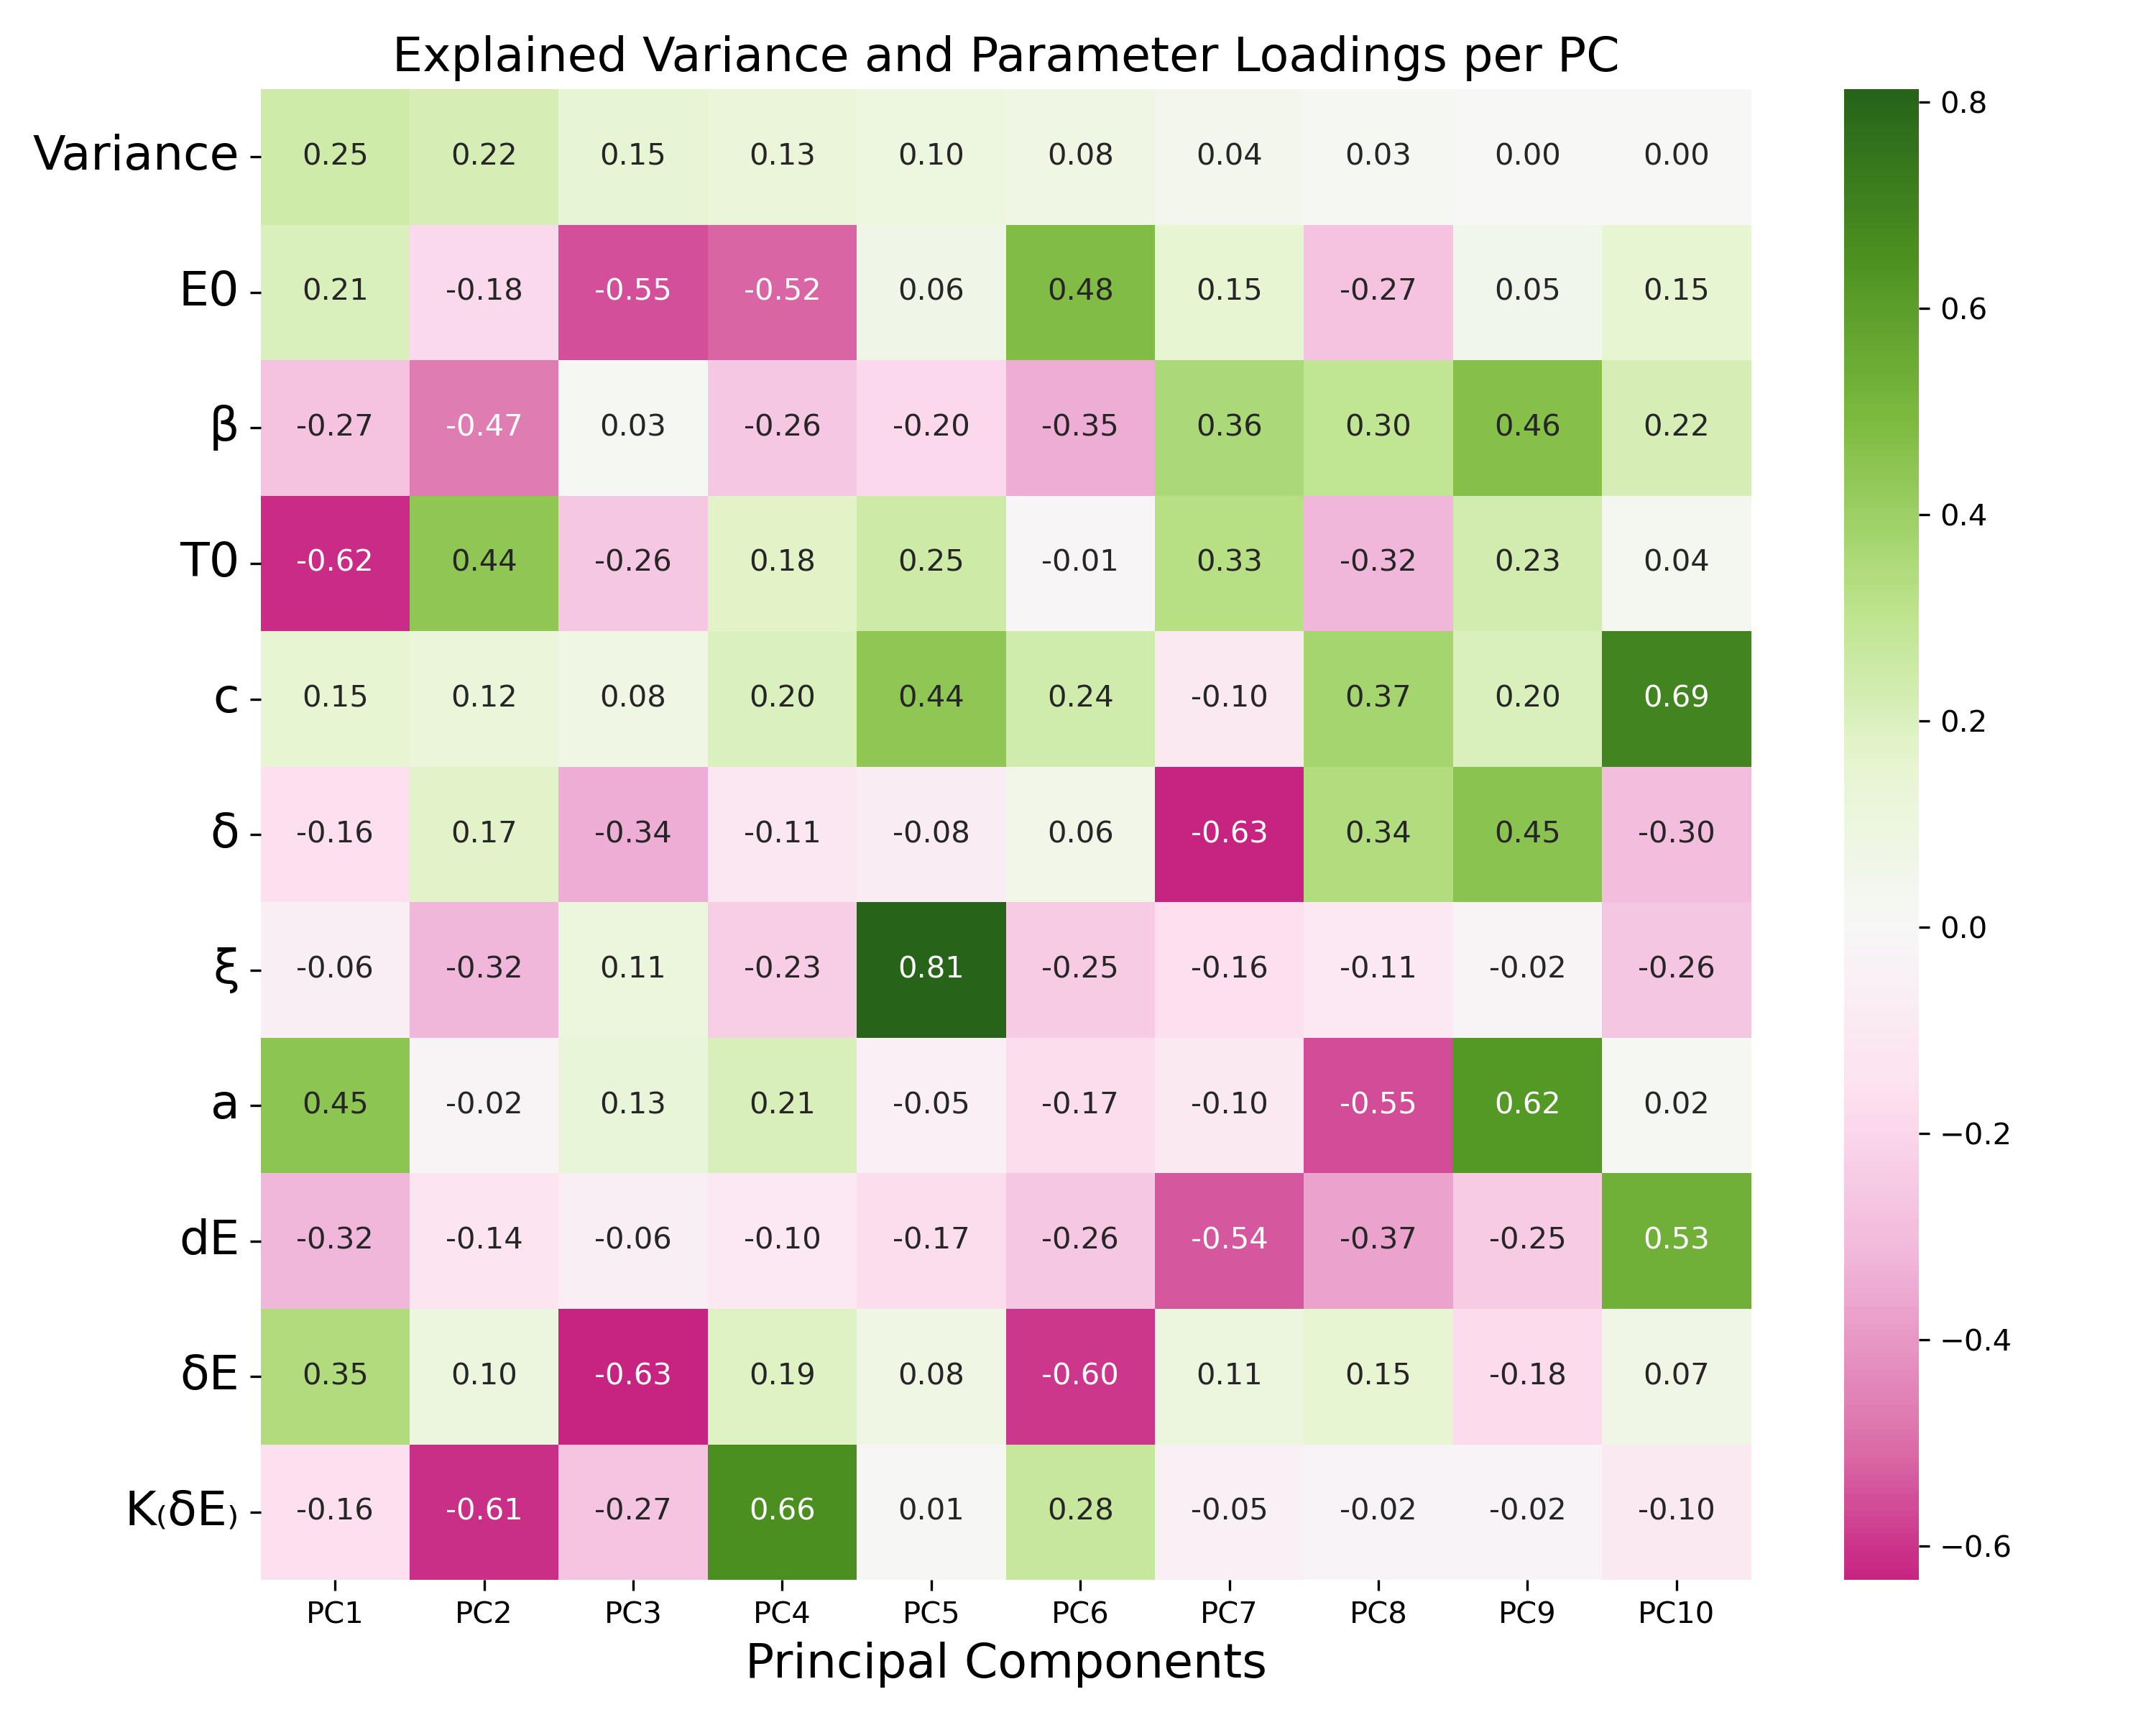 Explained Variance and Parameter Loadings per PC
Variance 0.25 0.22 0.15 0.13 0.10 0.08 0.04 0.03 0.00 0.00
E0 0.21 -0.18 -0.55 -0.52 0.06 0.48 0.15 -0.27 0.05 0.15
β -0.27 -0.47 0.03 -0.26 -0.20 -0.35 0.36 0.30 0.46 0.22
T0 -0.62 0.44 -0.26 0.18 0.25 -0.01 0.33 -0.32 0.23 0.04
c 0.15 0.12 0.08 0.20 0.44 0.24 -0.10 0.37 0.20 0.69
δ -0.16 0.17 -0.34 -0.11 -0.08 0.06 -0.63 0.34 0.45 -0.30
ξ -0.06 -0.32 0.11 -0.23 0.81 -0.25 -0.16 -0.11 -0.02 -0.26
a 0.45 -0.02 0.13 0.21 -0.05 -0.17 -0.10 -0.55 0.62 0.02
dE -0.32 -0.14 -0.06 -0.10 -0.17 -0.26 -0.54 -0.37 -0.25 0.53
δE 0.35 0.10 -0.63 0.19 0.08 -0.60 0.11 0.15 -0.18 0.07
K₍δE₎ -0.16 -0.61 -0.27 0.66 0.01 0.28 -0.05 -0.02 -0.02 -0.10
PC1 PC2 PC3 PC4 PC5 PC6 PC7 PC8 PC9 PC10
Principal Components
0.8
0.6
0.4
0.2
0.0
−0.2
−0.4
−0.6